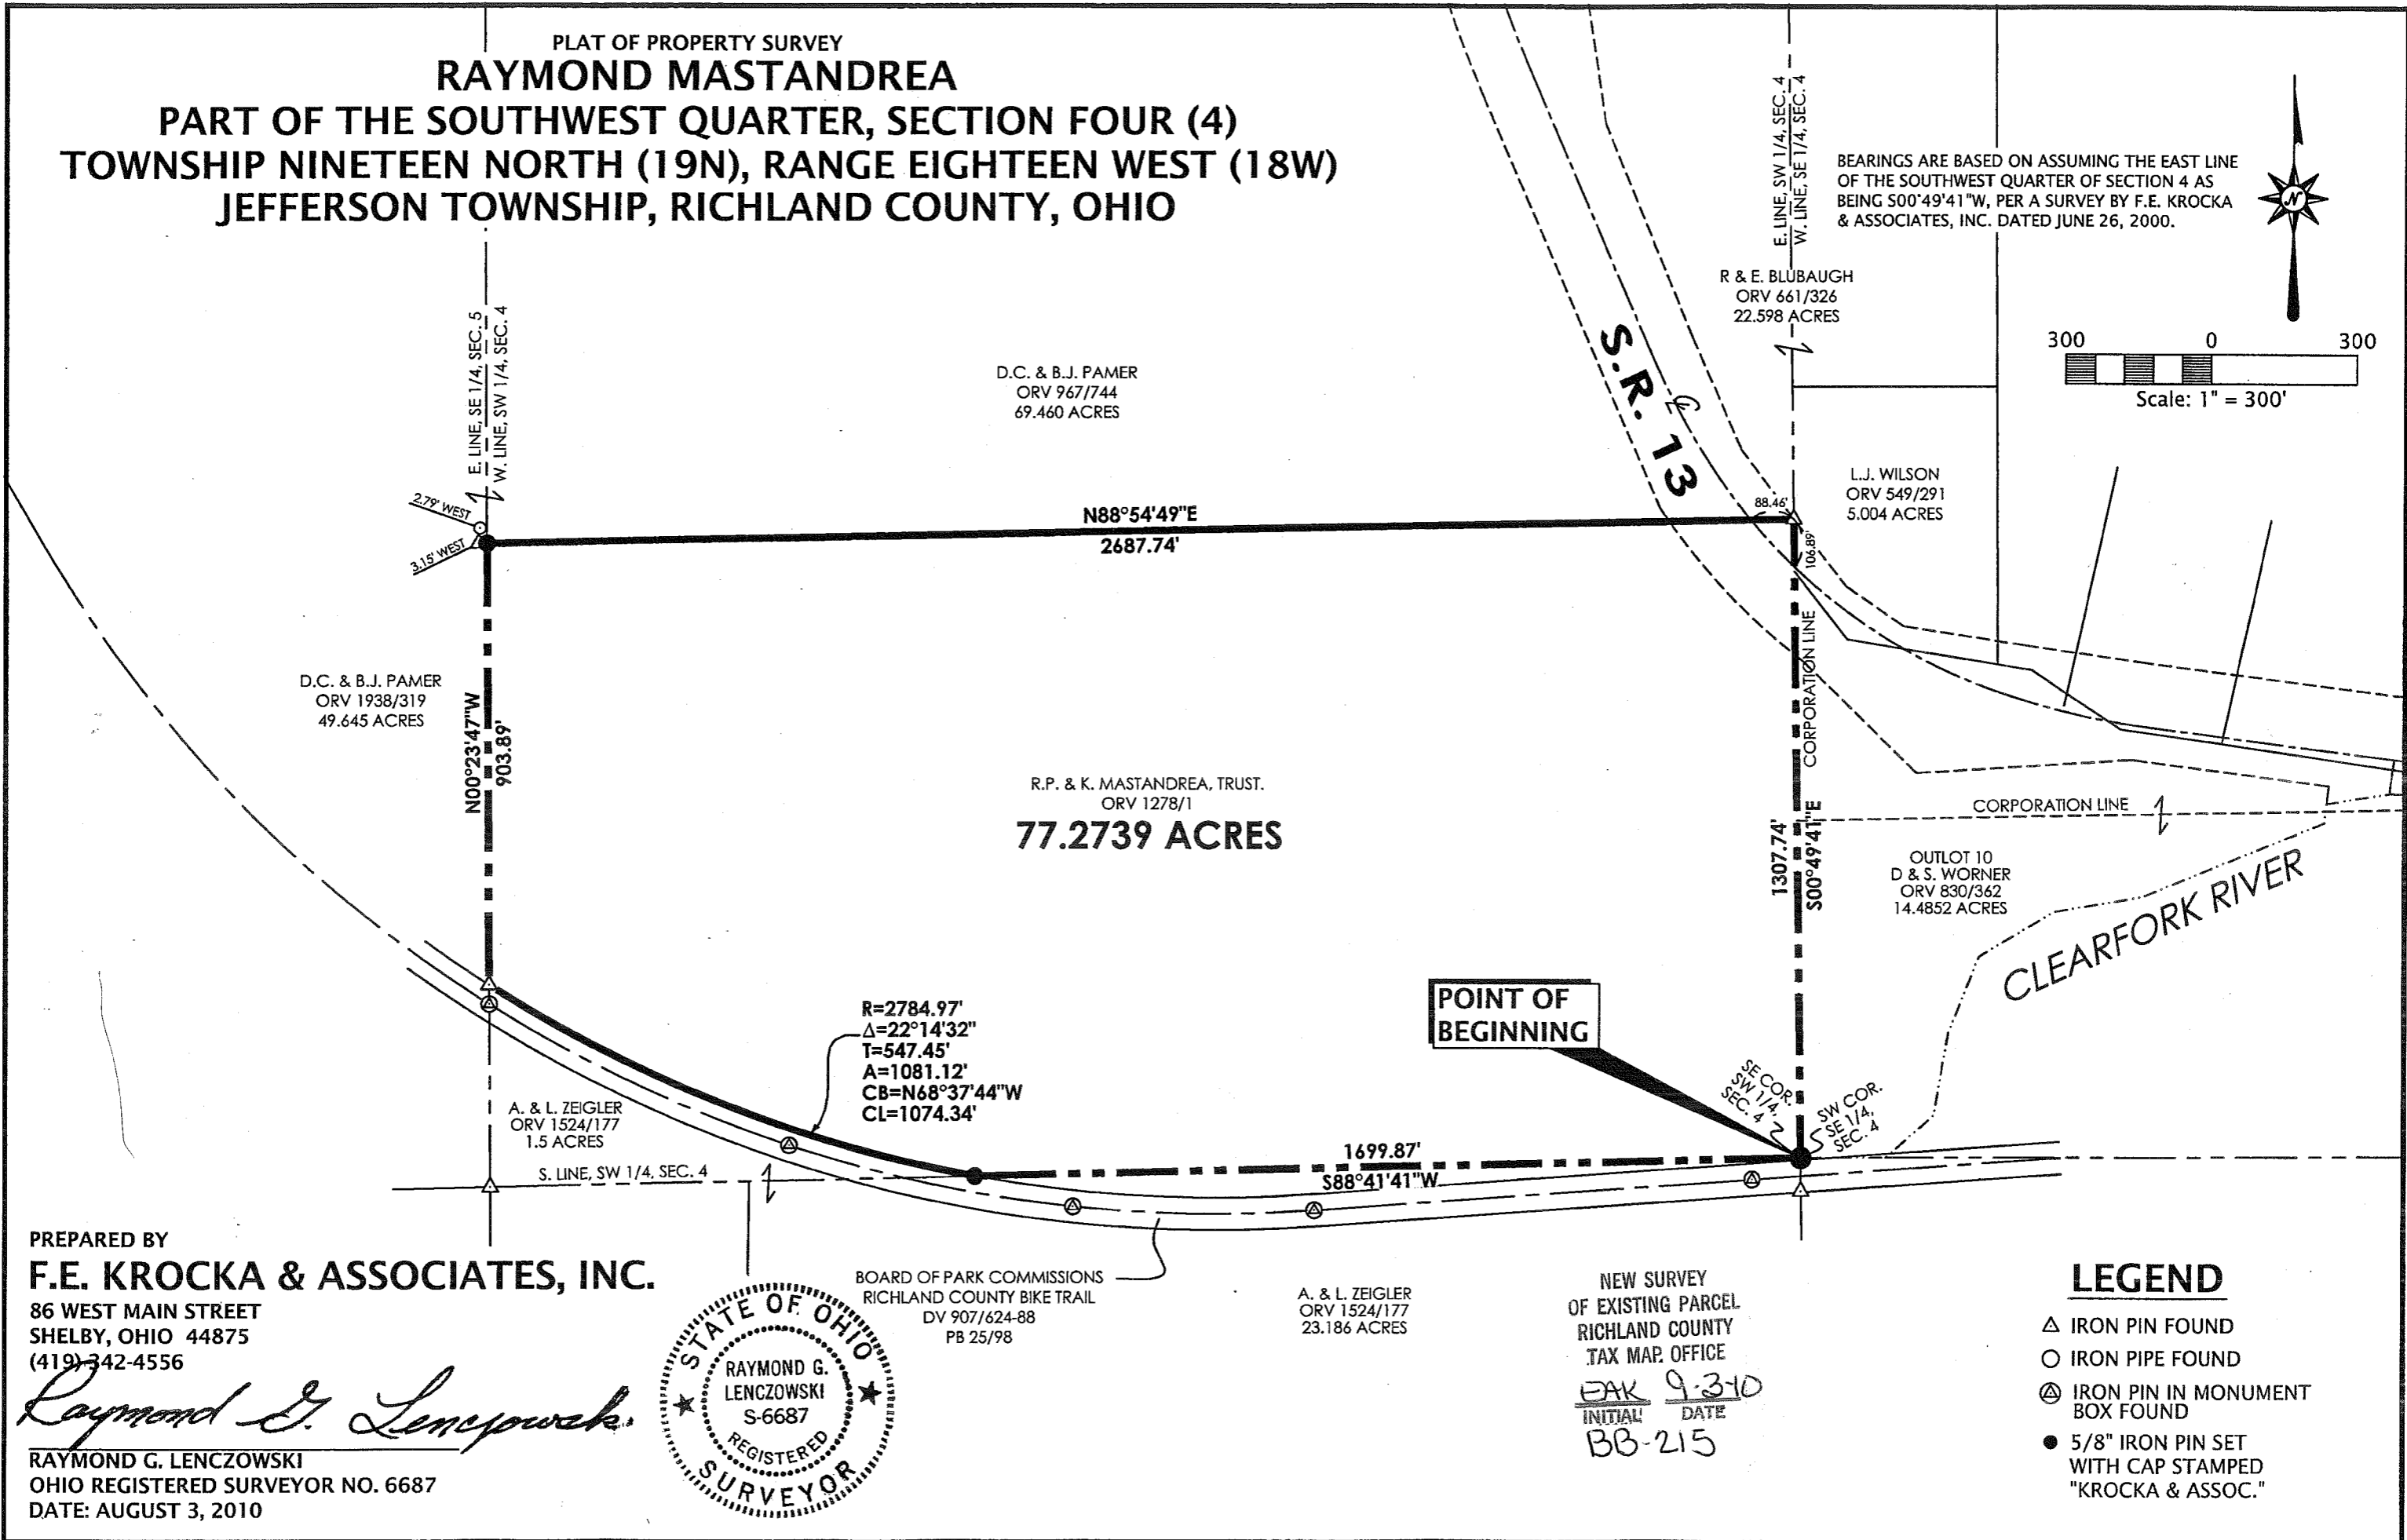 PLAT OF PROPERTY SURVEY
RAYMOND MASTANDREA
PART OF THE SOUTHWEST QUARTER, SECTION FOUR (4)
TOWNSHIP NINETEEN NORTH (19N), RANGE EIGHTEEN WEST (18W)
JEFFERSON TOWNSHIP, RICHLAND COUNTY, OHIO
E. LINE, SW 1/4, SEC. 4
W. LINE, SE 1/4, SEC. 4
BEARINGS ARE BASED ON ASSUMING THE EAST LINE
OF THE SOUTHWEST QUARTER OF SECTION 4 AS
BEING S00°49'41"W, PER A SURVEY BY F.E. KROCKA
& ASSOCIATES, INC. DATED JUNE 26, 2000.
N
R & E. BLUBAUGH
ORV 661/326
22.598 ACRES
300 0 300
Scale: 1" = 300'
E. LINE, SE 1/4, SEC. 5
W. LINE, SW 1/4, SEC. 4
D.C. & B.J. PAMER
ORV 967/744
69.460 ACRES
S.R. 13
L.J. WILSON
ORV 549/291
5.004 ACRES
2.79' WEST
3.15' WEST
N88°54'49"E
2687.74'
88.46'
106.89'
CORPORATION LINE
D.C. & B.J. PAMER
ORV 1938/319
49.645 ACRES
N00°23'47"W
903.89'
R.P. & K. MASTANDREA, TRUST.
ORV 1278/1
77.2739 ACRES
1307.74'
S00°49'41"E
CORPORATION LINE
OUTLOT 10
D & S. WORNER
ORV 830/362
14.4852 ACRES
CLEARFORK RIVER
POINT OF
BEGINNING
R=2784.97'
Δ=22°14'32"
T=547.45'
A=1081.12'
CB=N68°37'44"W
CL=1074.34'
SE COR.
SW 1/4,
SEC. 4
SW COR.
SE 1/4,
SEC. 4
A. & L. ZEIGLER
ORV 1524/177
1.5 ACRES
S. LINE, SW 1/4, SEC. 4
1699.87'
S88°41'41"W
PREPARED BY
F.E. KROCKA & ASSOCIATES, INC.
86 WEST MAIN STREET
SHELBY, OHIO 44875
(419) 342-4556
Raymond G. Lenczowski
RAYMOND G. LENCZOWSKI
OHIO REGISTERED SURVEYOR NO. 6687
DATE: AUGUST 3, 2010
STATE OF OHIO
RAYMOND G.
LENCZOWSKI
S-6687
REGISTERED
SURVEYOR
BOARD OF PARK COMMISSIONS
RICHLAND COUNTY BIKE TRAIL
DV 907/624-88
PB 25/98
A. & L. ZEIGLER
ORV 1524/177
23.186 ACRES
NEW SURVEY
OF EXISTING PARCEL
RICHLAND COUNTY
TAX MAP OFFICE
EAK 9-3-10
INITIAL DATE
BB-215
LEGEND
IRON PIN FOUND
IRON PIPE FOUND
IRON PIN IN MONUMENT
BOX FOUND
5/8" IRON PIN SET
WITH CAP STAMPED
"KROCKA & ASSOC."